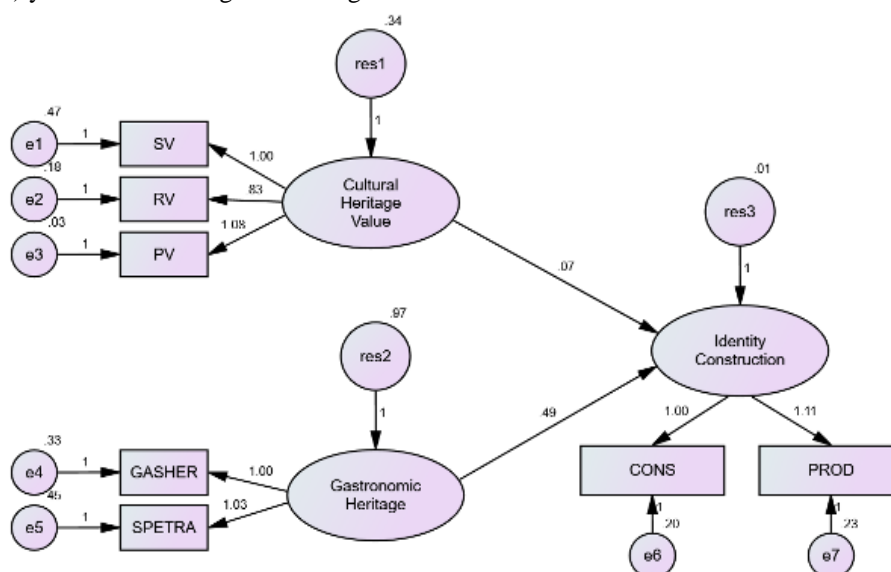 .34
res1
1
.47
e1
1
SV
1.00
.18
e2
1
RV
.83
.03
e3
1
PV
1.08
Cultural
Heritage
Value
.07
.01
res3
1
Identity
Construction
.97
res2
1
.49
.33
e4
1
GASHER
1.00
.45
e5
1
SPETRA
1.03
Gastronomic
Heritage
1.00
1.11
CONS
PROD
1
.20
e6
1
.23
e7